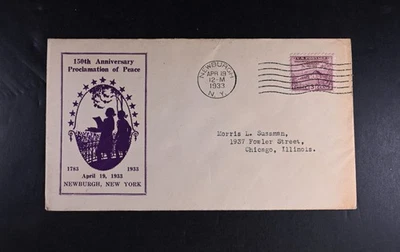 150th Anniversary
Proclamation of Peace
1783 1933
April 19, 1933
NEWBURGH, NEW YORK
NEWBURGH
APR 19
12-M
1933
N.Y.
Morris L. Sussman,
1937 Fowler Street,
Chicago, Illinois.